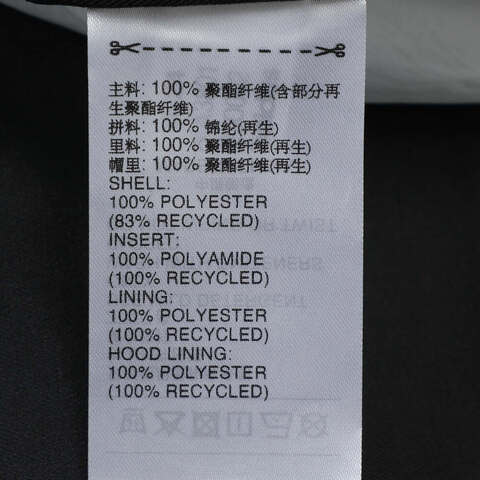 主料: 100% 聚酯纤维(含部分再
生聚酯纤维)
拼料: 100% 锦纶(再生)
里料: 100% 聚酯纤维(再生)
帽里: 100% 聚酯纤维(再生)
SHELL:
100% POLYESTER
(83% RECYCLED)
INSERT:
100% POLYAMIDE
(100% RECYCLED)
LINING:
100% POLYESTER
(100% RECYCLED)
HOOD LINING:
100% POLYESTER
(100% RECYCLED)